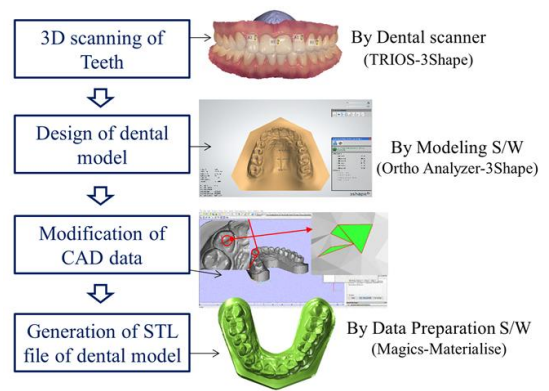 3D scanning of
Teeth
By Dental scanner
(TRIOS-3Shape)
Design of dental
model
By Modeling S/W
(Ortho Analyzer-3Shape)
Modification of
CAD data
Generation of STL
file of dental model
By Data Preparation S/W
(Magics-Materialise)